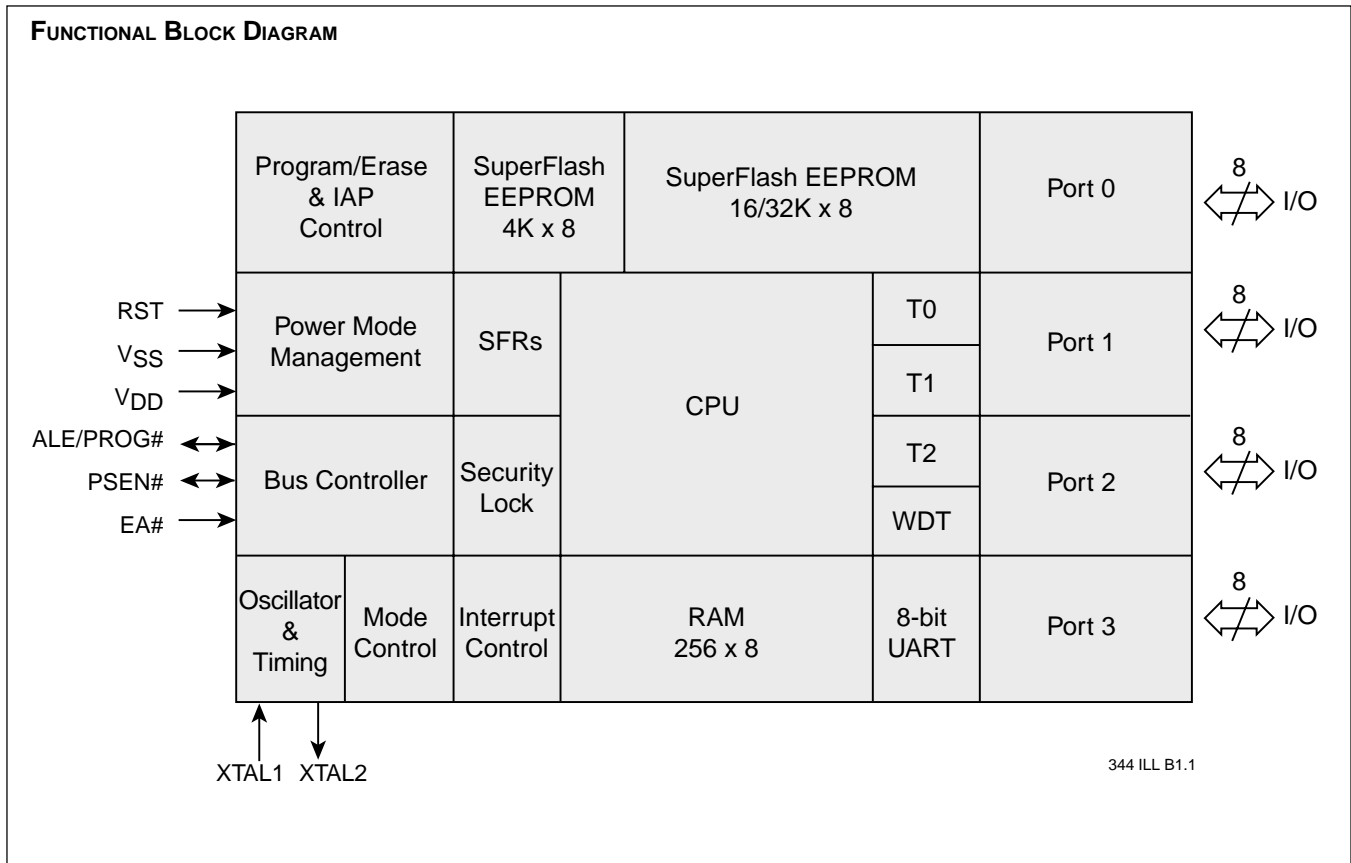 FUNCTIONAL BLOCK DIAGRAM
Program/Erase
& IAP
Control
SuperFlash
EEPROM
4K x 8
SuperFlash EEPROM
16/32K x 8
Port 0
8
I/O
RST
VSS
VDD
Power Mode
Management
SFRs
CPU
T0
T1
Port 1
8
I/O
ALE/PROG#
PSEN#
EA#
Bus Controller
Security
Lock
T2
WDT
Port 2
8
I/O
Oscillator
&
Timing
Mode
Control
Interrupt
Control
RAM
256 x 8
8-bit
UART
Port 3
8
I/O
XTAL1
XTAL2
344 ILL B1.1